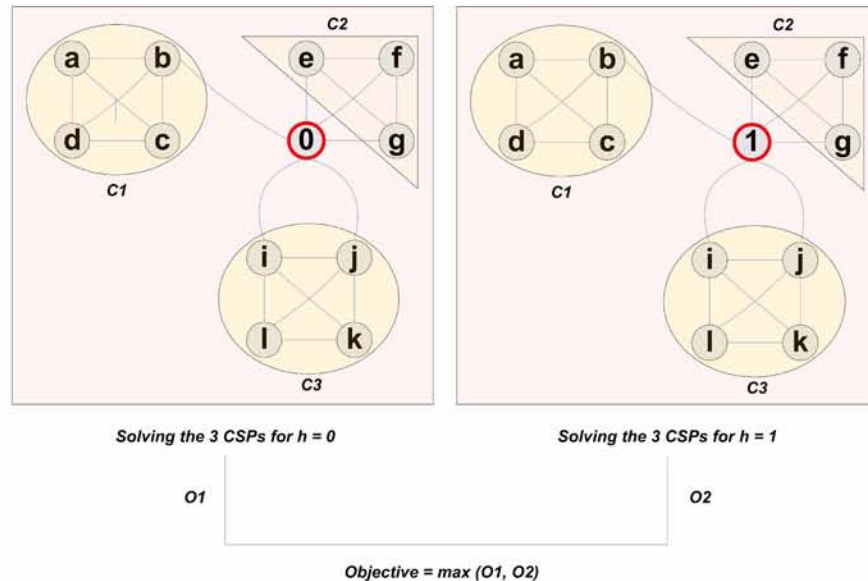 C2
a b e f
d c 0 g
C1
i j
l k
C3
C2
a b e f
d c 1 g
C1
i j
l k
C3
Solving the 3 CSPs for h = 0
Solving the 3 CSPs for h = 1
O1
O2
Objective = max (O1, O2)